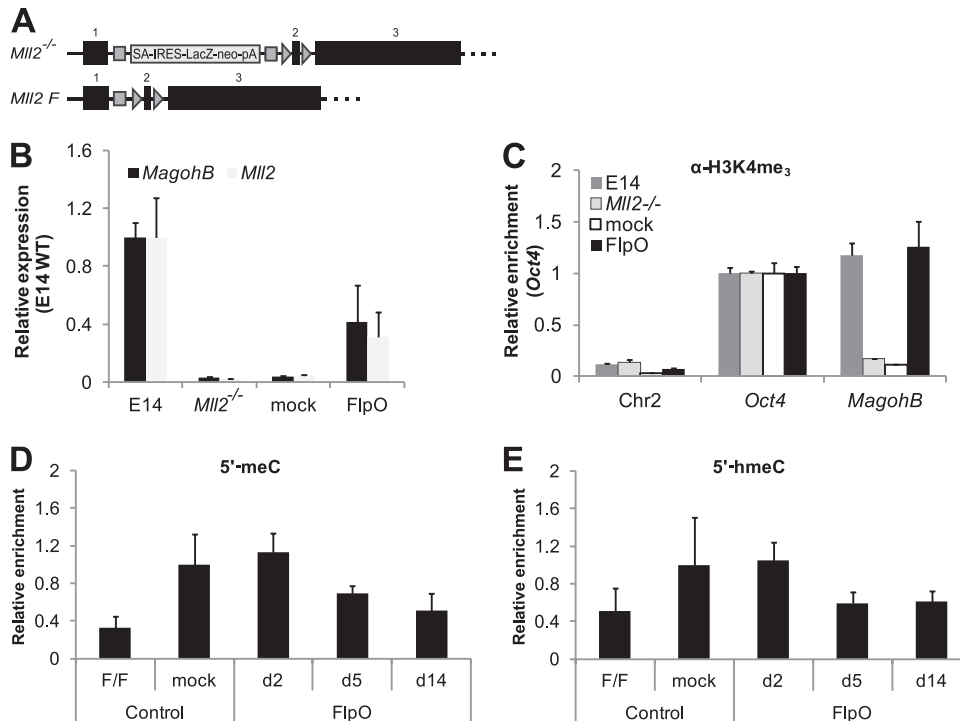 A
1 2 3
Mll2-/- SA-IRES-LacZ-neo-pA
1 2 3
Mll2 F
B
MagohB Mll2
Relative expression
(E14 WT)
1.6
1.2
0.8
0.4
0
E14 Mll2-/- mock FlpO
C
α-H3K4me3
E14
Mll2-/-
mock
FlpO
Relative enrichment
(Oct4)
2
1.5
1
0.5
0
Chr2 Oct4 MagohB
D
5'-meC
Relative enrichment
2
1.6
1.2
0.8
0.4
0
F/F mock d2 d5 d14
Control FlpO
E
5'-hmeC
Relative enrichment
2
1.6
1.2
0.8
0.4
0
F/F mock d2 d5 d14
Control FlpO